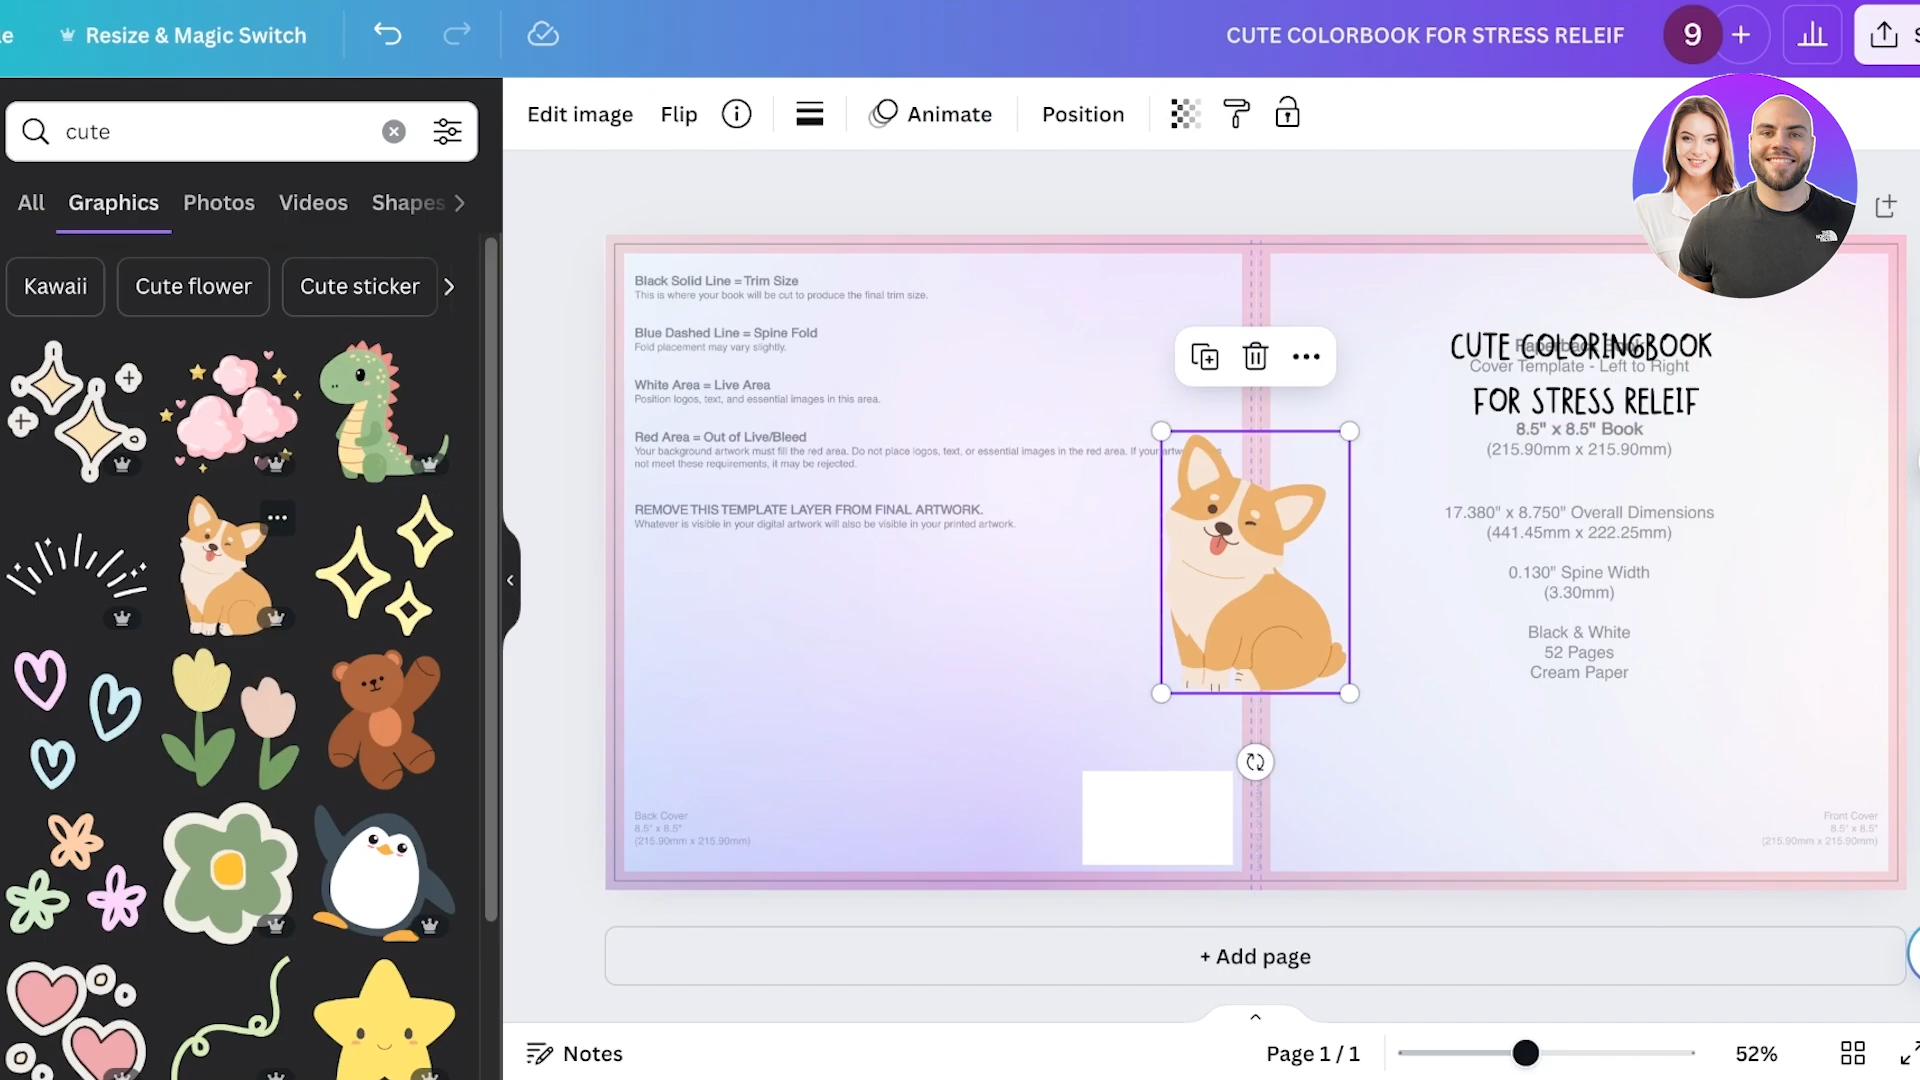 e
Resize & Magic Switch
CUTE COLORBOOK FOR STRESS RELEIF
9
S
cute
Edit image
Flip
Animate
Position
All
Graphics
Photos
Videos
Shapes
Kawaii
Cute flower
Cute sticker
THE NORTH FACE
Black Solid Line = Trim Size
This is where your book will be cut to produce the final trim size.
Blue Dashed Line = Spine Fold
Fold placement may vary slightly.
White Area = Live Area
Position logos, text, and essential images in this area.
Red Area = Out of Live/Bleed
Your background artwork must fill the red area. Do not place logos, text, or essential images in the red area. If your artw
not meet these requirements, it may be rejected.
REMOVE THIS TEMPLATE LAYER FROM FINAL ARTWORK.
Whatever is visible in your digital artwork will also be visible in your printed artwork.
Back Cover
8.5" x 8.5"
(215.90mm x 215.90mm)
CUTE COLORINGBOOK
Cover Template - Left to Right
FOR STRESS RELEIF
8.5" x 8.5" Book
(215.90mm x 215.90mm)
17.380" x 8.750" Overall Dimensions
(441.45mm x 222.25mm)
0.130" Spine Width
(3.30mm)
Black & White
52 Pages
Cream Paper
Front Cover
8.5" x 8.5"
(215.90mm x 215.90mm)
+ Add page
Notes
Page 1 / 1
52%